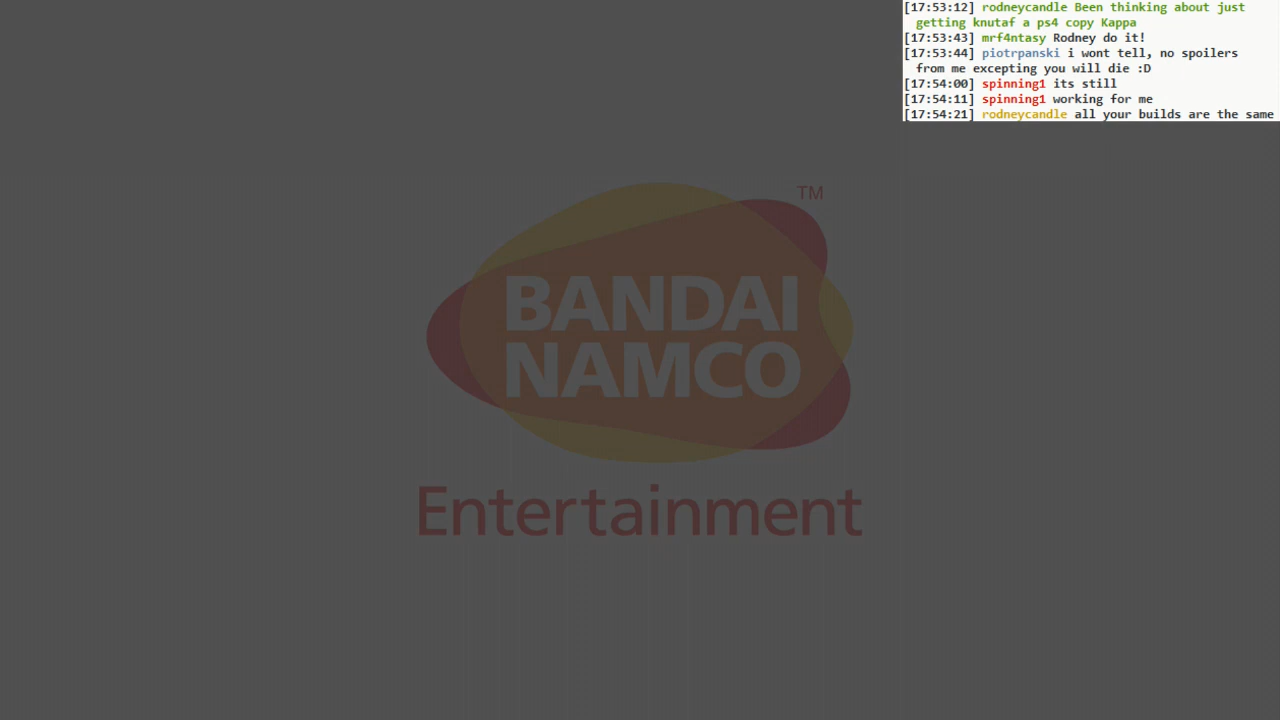 [17:53:12] rodneycandle Been thinking about just
getting knutaf a ps4 copy Kappa
[17:53:43] mrf4ntasy Rodney do it!
[17:53:44] piotrpanski i wont tell, no spoilers
from me excepting you will die :D
[17:54:00] spinning1 its still
[17:54:11] spinning1 working for me
[17:54:21] rodneycandle all your builds are the same
TM
BANDAI
NAMCO
Entertainment